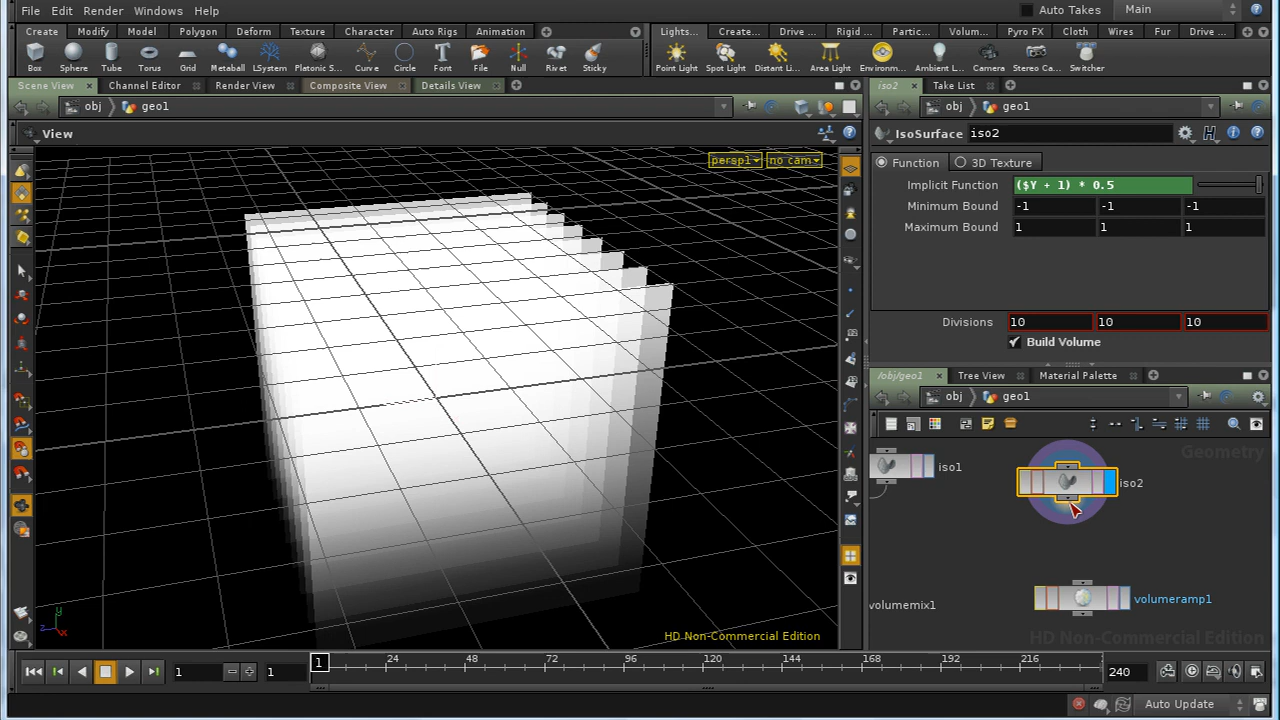 File Edit Render Windows Help
Auto Takes Main
Create Modify Model Polygon Deform Texture Character Auto Rigs Animation
Lights... Create... Drive ... Rigid ... Partic... Volum... Pyro FX Cloth Wires Fur Drive ...
Box Sphere Tube Torus Grid Metaball LSystem Platonic S... Curve Circle Font File Null Rivet Sticky
Point Light Spot Light Distant Li... Area Light Environm... Ambient L... Camera Stereo Ca... Switcher
Scene View Channel Editor Render View Composite View Details View
iso2 Take List
obj geo1
obj geo1
View
IsoSurface iso2
persp1 no cam
Function 3D Texture
Implicit Function ($Y + 1) * 0.5
Minimum Bound -1 -1 -1
Maximum Bound 1 1 1
Divisions 10 10 10
Build Volume
/obj/geo1 Tree View Material Palette
obj geo1
Geometry
iso1
iso2
volumemix1
volumeramp1
HD Non-Commercial Edition
HD Non-Commercial Edition
y
z x
1 1 1 24 48 72 96 120 144 168 192 216 240
Auto Update